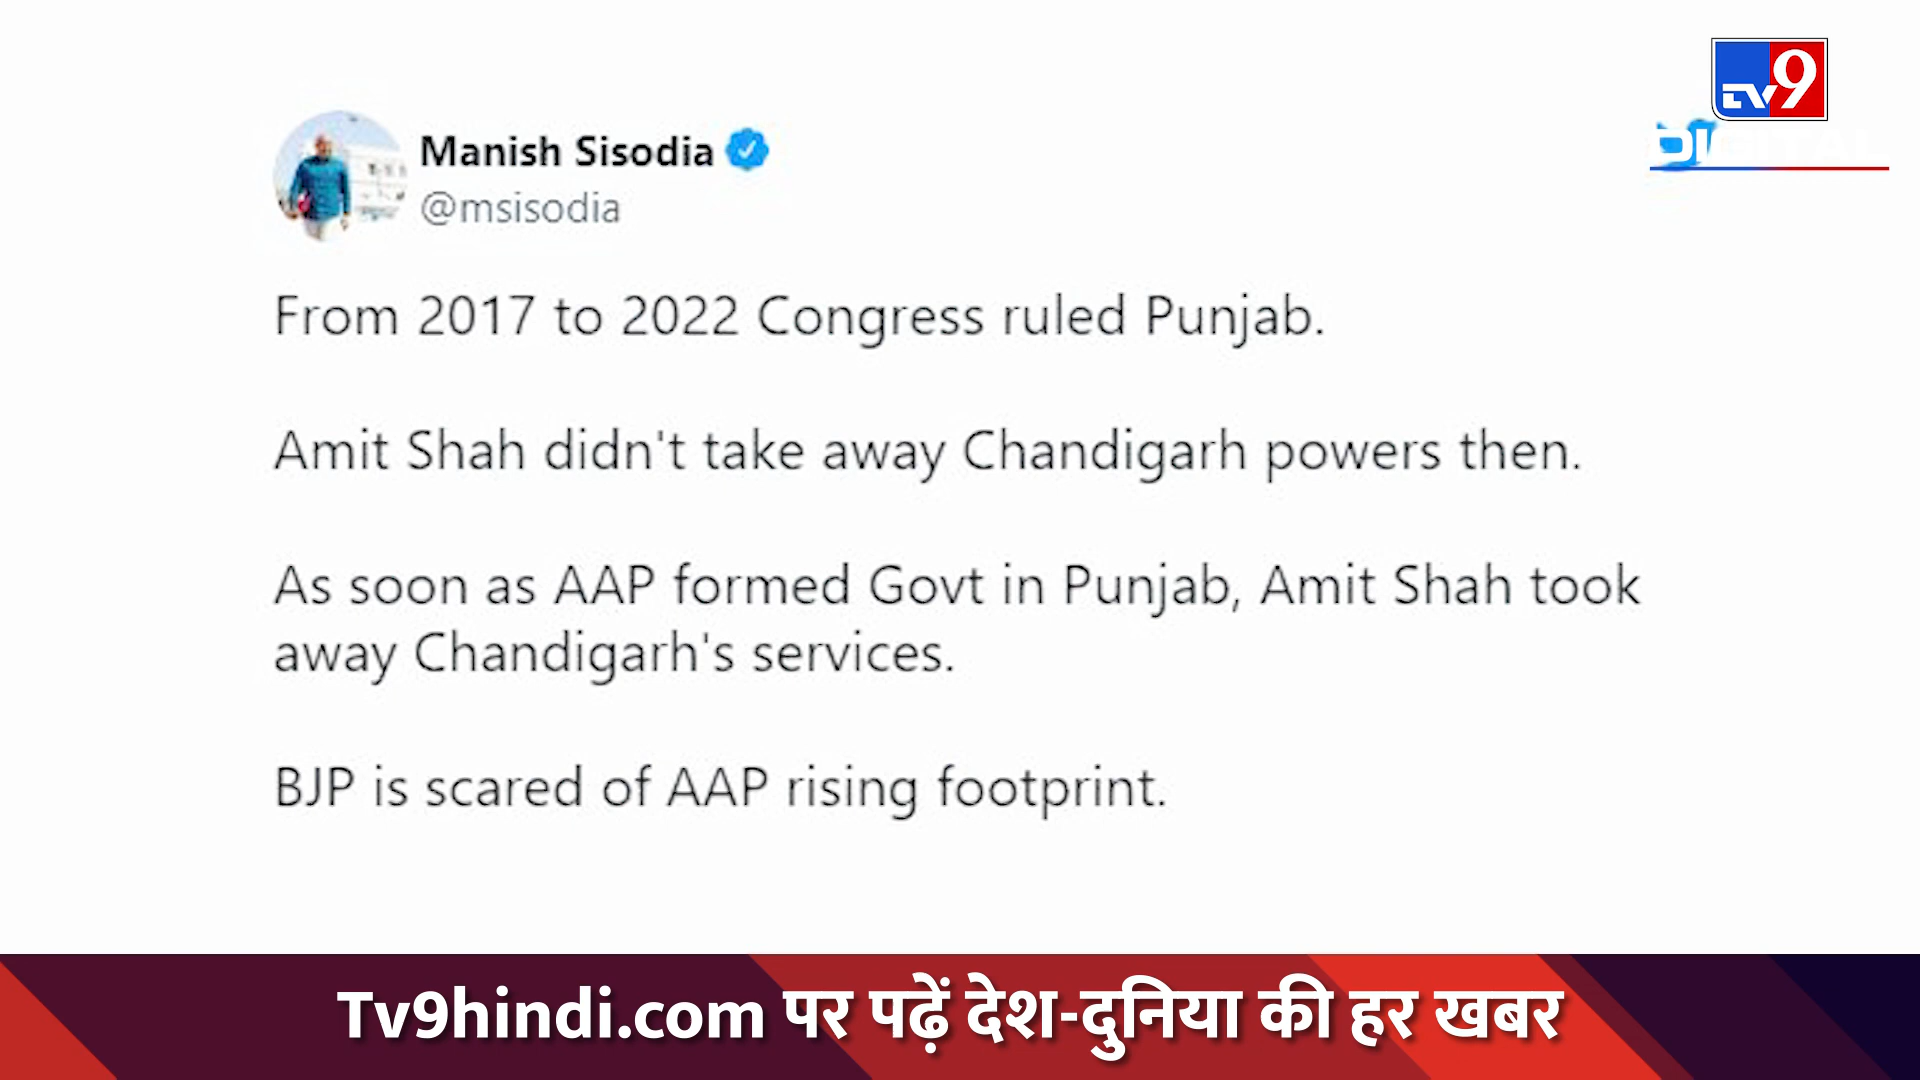 TV9
DIGITAL
Manish Sisodia
@msisodia
From 2017 to 2022 Congress ruled Punjab.
Amit Shah didn't take away Chandigarh powers then.
As soon as AAP formed Govt in Punjab, Amit Shah took
away Chandigarh's services.
BJP is scared of AAP rising footprint.
Tv9hindi.com पर पढ़ें देश-दुनिया की हर खबर